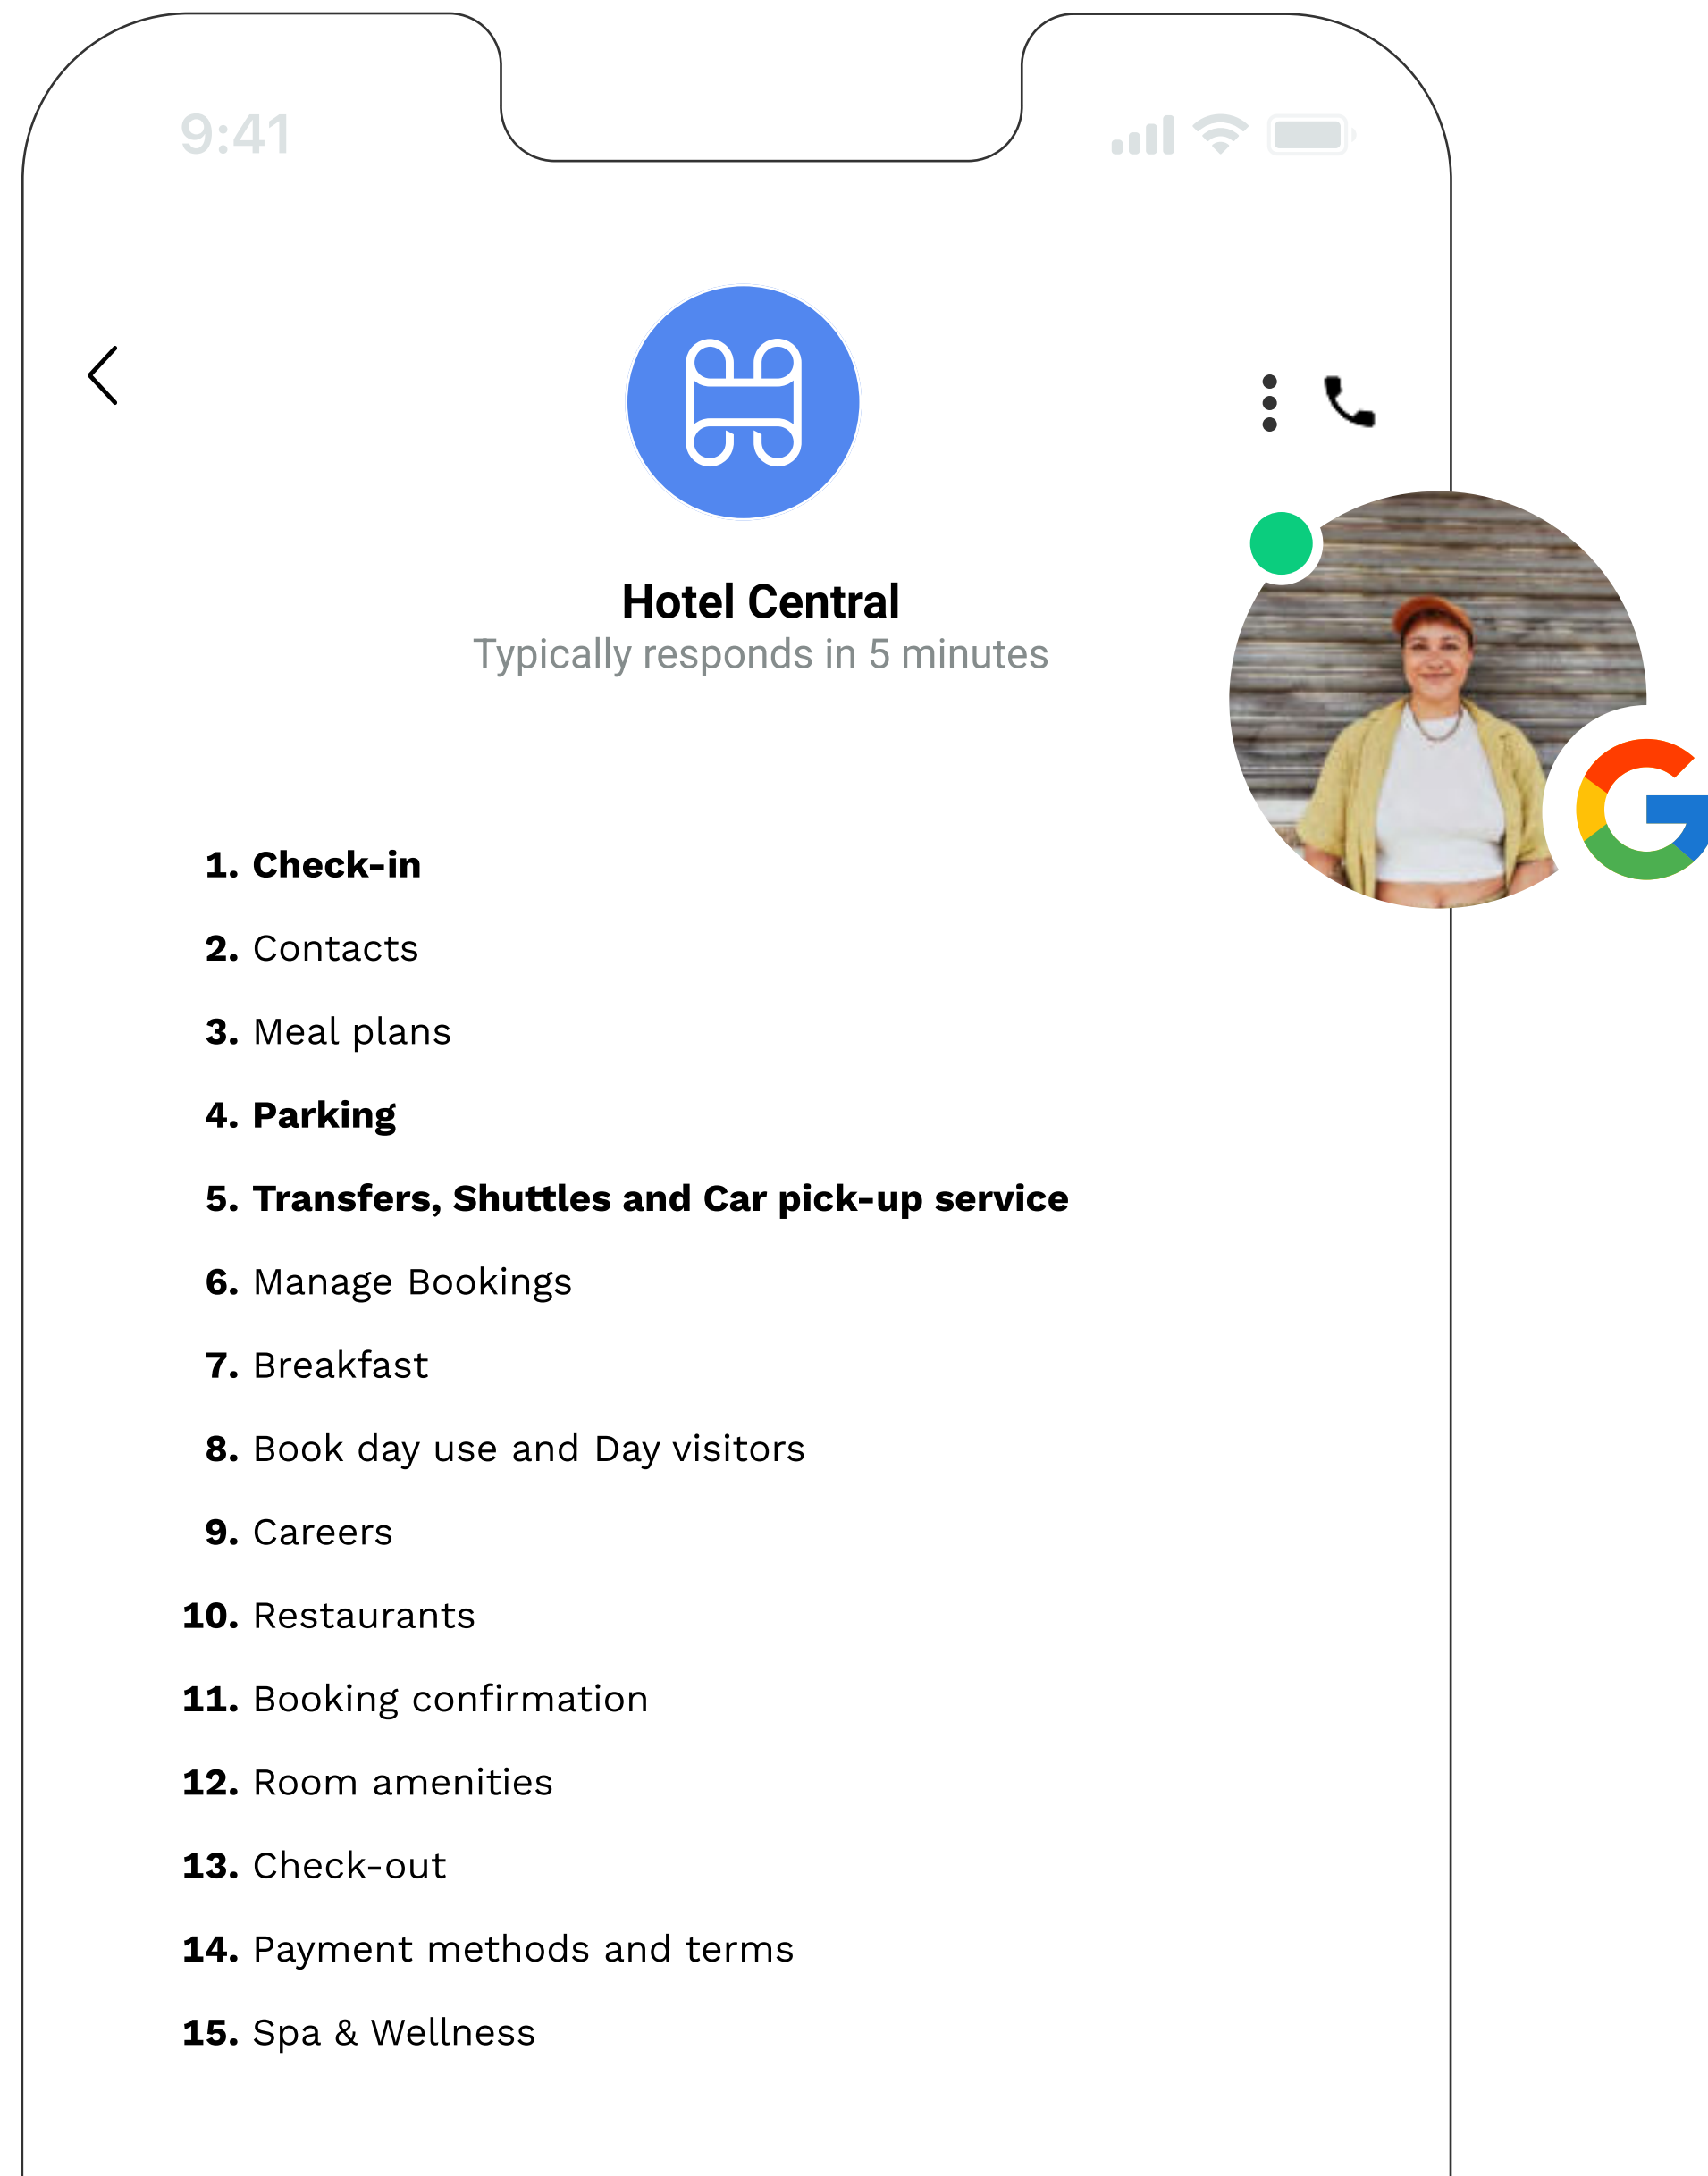 9:41
Hotel Central
Typically responds in 5 minutes
1. Check-in
2. Contacts
3. Meal plans
4. Parking
5. Transfers, Shuttles and Car pick-up service
6. Manage Bookings
7. Breakfast
8. Book day use and Day visitors
9. Careers
10. Restaurants
11. Booking confirmation
12. Room amenities
13. Check-out
14. Payment methods and terms
15. Spa & Wellness